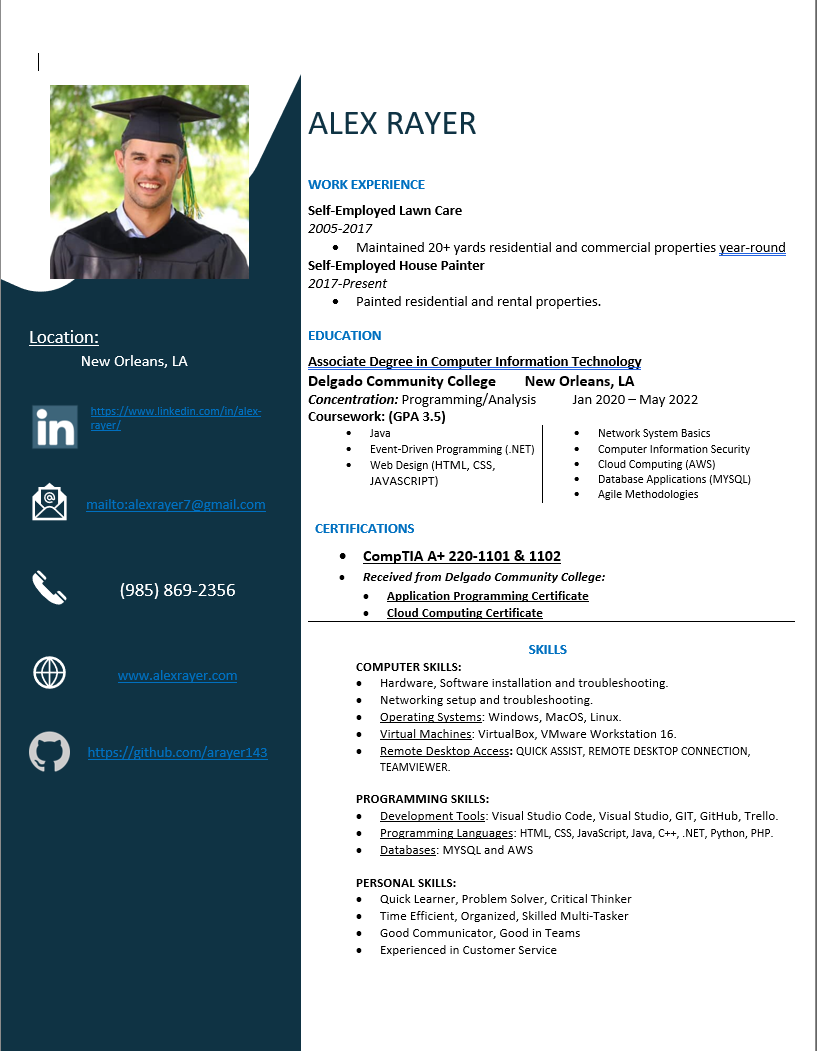 ALEX RAYER
WORK EXPERIENCE
Self-Employed Lawn Care
2005-2017
• Maintained 20+ yards residential and commercial properties year-round
Self-Employed House Painter
2017-Present
• Painted residential and rental properties.
EDUCATION
Associate Degree in Computer Information Technology
Delgado Community College New Orleans, LA
Concentration: Programming/Analysis Jan 2020 – May 2022
Coursework: (GPA 3.5)
• Java
• Event-Driven Programming (.NET)
• Web Design (HTML, CSS,
JAVASCRIPT)
• Network System Basics
• Computer Information Security
• Cloud Computing (AWS)
• Database Applications (MYSQL)
• Agile Methodologies
CERTIFICATIONS
• CompTIA A+ 220-1101 & 1102
• Received from Delgado Community College:
• Application Programming Certificate
• Cloud Computing Certificate
SKILLS
COMPUTER SKILLS:
• Hardware, Software installation and troubleshooting.
• Networking setup and troubleshooting.
• Operating Systems: Windows, MacOS, Linux.
• Virtual Machines: VirtualBox, VMware Workstation 16.
• Remote Desktop Access: QUICK ASSIST, REMOTE DESKTOP CONNECTION,
TEAMVIEWER.
PROGRAMMING SKILLS:
• Development Tools: Visual Studio Code, Visual Studio, GIT, GitHub, Trello.
• Programming Languages: HTML, CSS, JavaScript, Java, C++, .NET, Python, PHP.
• Databases: MYSQL and AWS
PERSONAL SKILLS:
• Quick Learner, Problem Solver, Critical Thinker
• Time Efficient, Organized, Skilled Multi-Tasker
• Good Communicator, Good in Teams
• Experienced in Customer Service
Location:
New Orleans, LA
in
https://www.linkedin.com/in/alex-
rayer/
@
mailto:alexrayer7@gmail.com
(985) 869-2356
www.alexrayer.com
https://github.com/arayer143